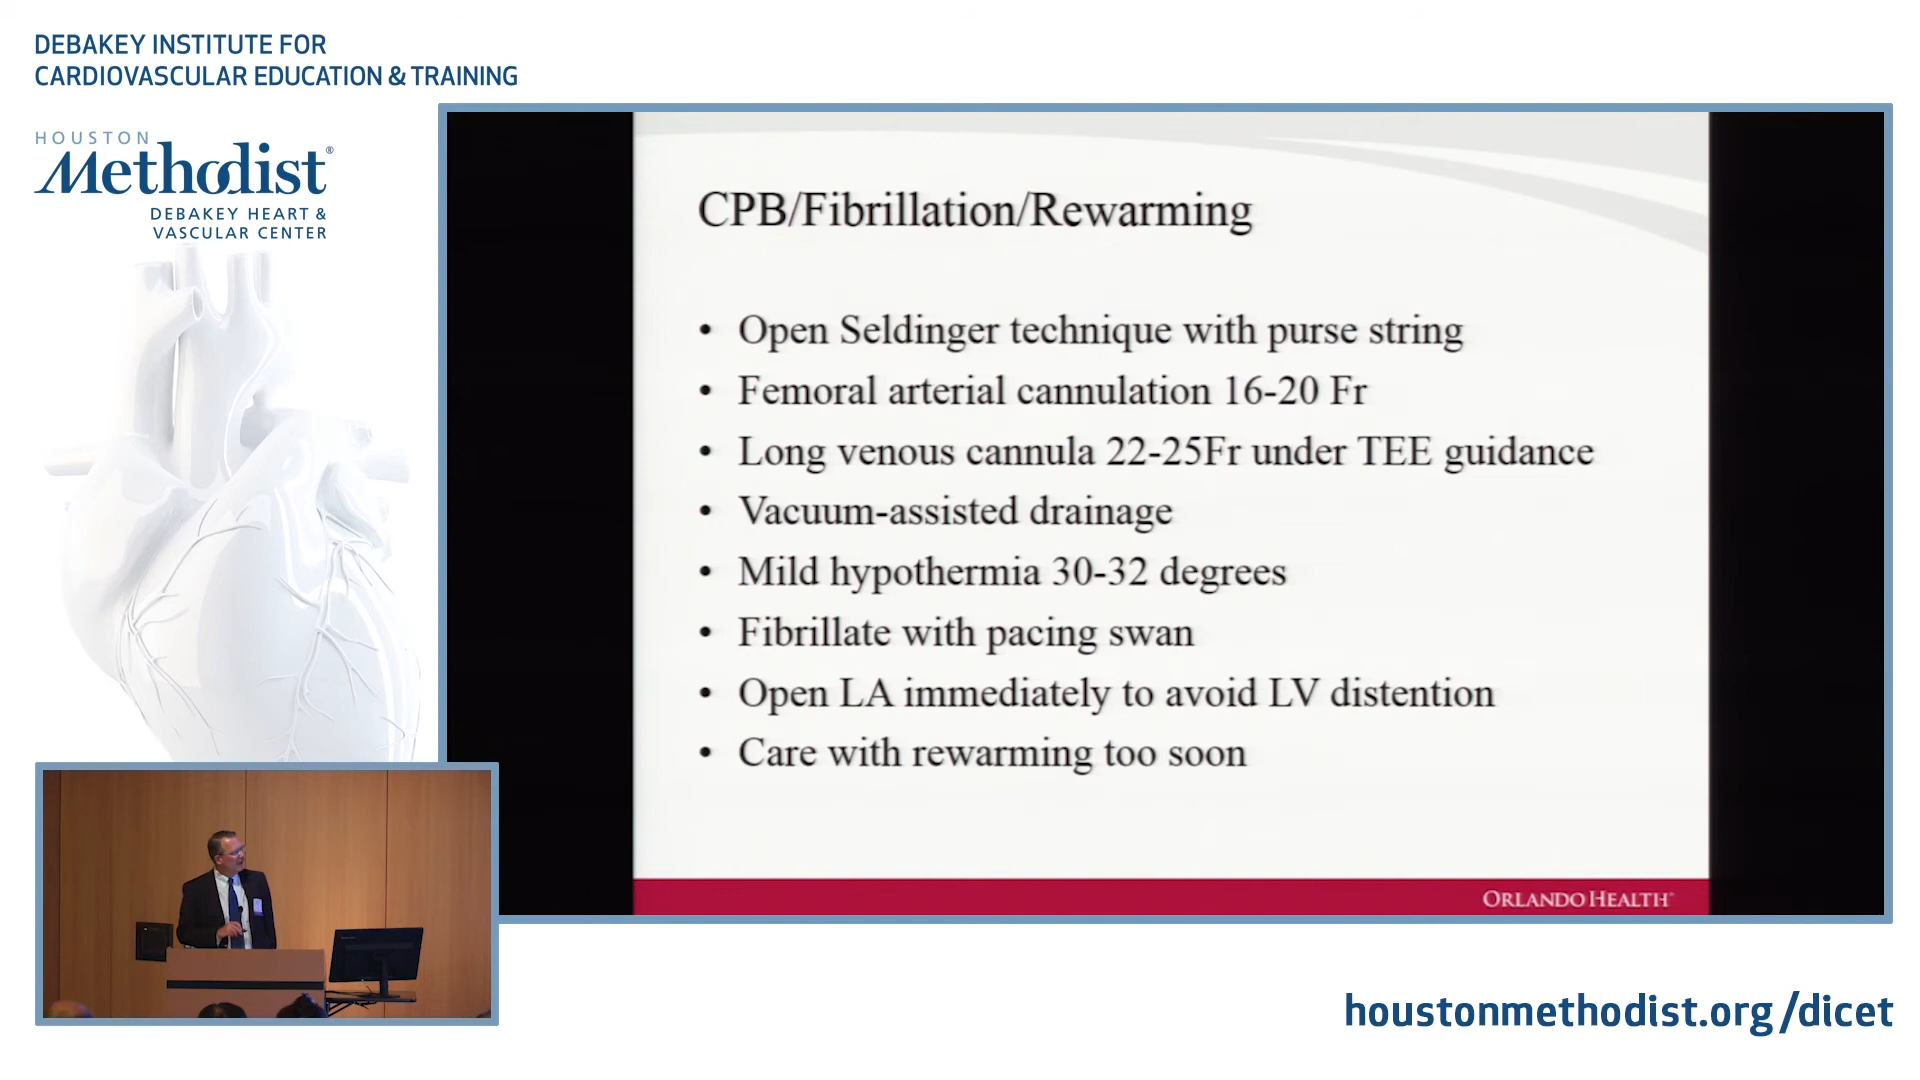 DEBAKEY INSTITUTE FOR
CARDIOVASCULAR EDUCATION & TRAINING
HOUSTON
Methodist®
DEBAKEY HEART &
VASCULAR CENTER
CPB/Fibrillation/Rewarming
• Open Seldinger technique with purse string
• Femoral arterial cannulation 16-20 Fr
• Long venous cannula 22-25Fr under TEE guidance
• Vacuum-assisted drainage
• Mild hypothermia 30-32 degrees
• Fibrillate with pacing swan
• Open LA immediately to avoid LV distention
• Care with rewarming too soon
ORLANDO HEALTH®
houstonmethodist.org/dicet